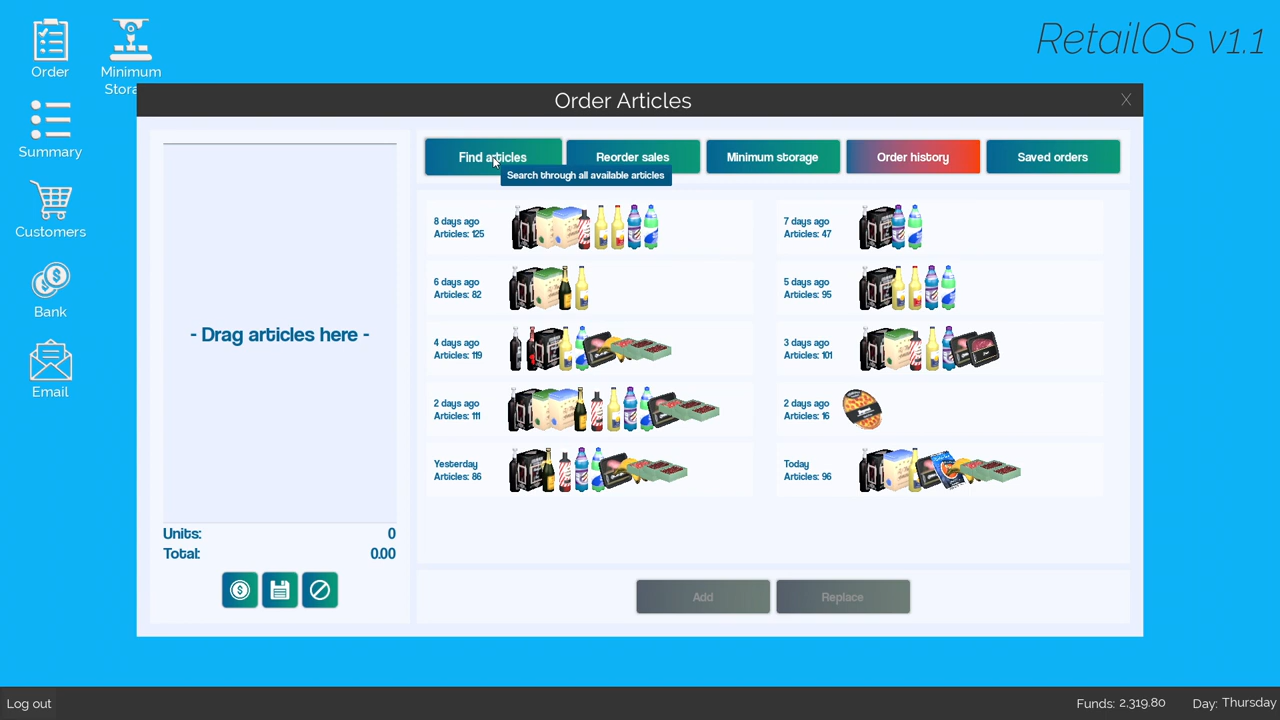 RetailOS v1.1
Order
Minimum
Stora
Summary
Customers
Bank
Email
Order Articles
X
Find articles
Reorder sales
Minimum storage
Order history
Saved orders
Search through all available articles
- Drag articles here -
8 days ago
Articles: 125
7 days ago
Articles: 47
6 days ago
Articles: 82
5 days ago
Articles: 95
4 days ago
Articles: 119
3 days ago
Articles: 101
2 days ago
Articles: 111
2 days ago
Articles: 16
Yesterday
Articles: 86
Today
Articles: 96
Units: 0
Total: 0.00
Add
Replace
Log out
Funds: 2,319.80
Day: Thursday